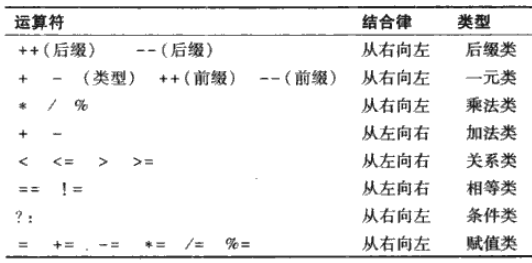 运算符 结合律 类型
++(后缀) --(后缀) 从右向左 后缀类
+ - (类型) ++(前缀) --(前缀) 从右向左 一元类
* / % 从右向左 乘法类
+ - 从左向右 加法类
< <= > >= 从左向右 关系类
== != 从左向右 相等类
?: 从右向左 条件类
= += -= *= /= %= 从右向左 赋值类